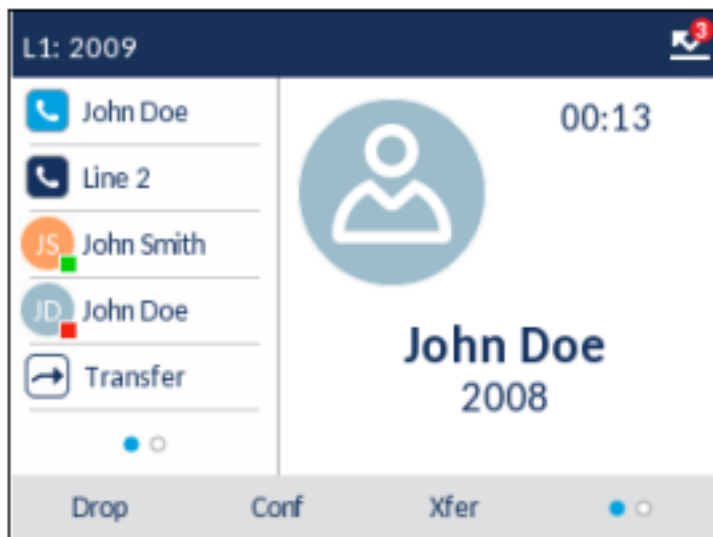 L1: 2009
3
John Doe
00:13
Line 2
JS John Smith
JD John Doe
Transfer
John Doe
2008
Drop Conf Xfer